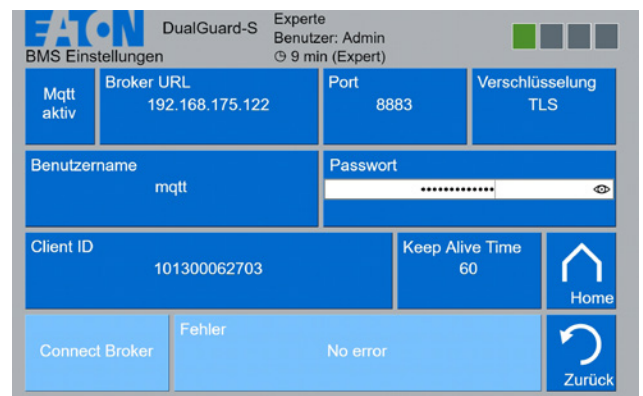 EATON
DualGuard-S
Experte
Benutzer: Admin
9 min (Expert)
BMS Einstellungen
Mqtt
aktiv
Broker URL
192.168.175.122
Port
8883
Verschlüsselung
TLS
Benutzername
mqtt
Passwort
•••••••••••••
Client ID
101300062703
Keep Alive Time
60
Home
Connect Broker
Fehler
No error
Zurück